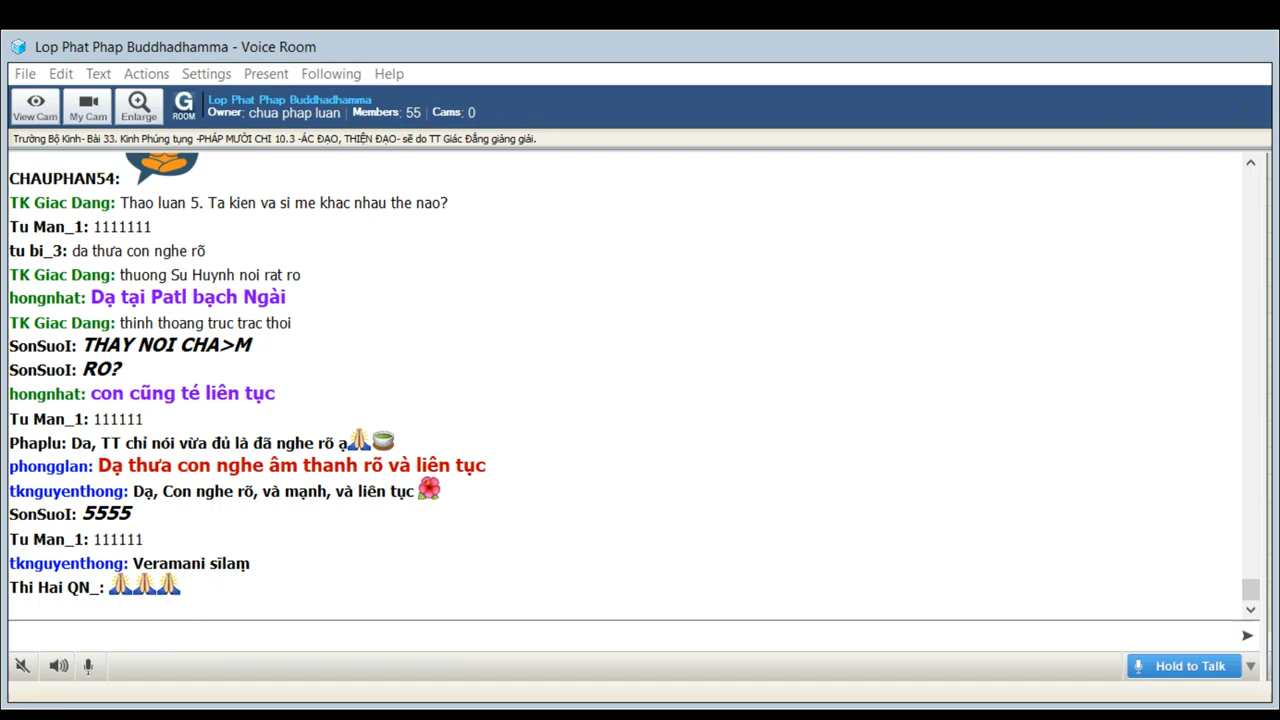 Lop Phat Phap Buddhadhamma - Voice Room
File Edit Text Actions Settings Present Following Help
View Cam My Cam Enlarge G ROOM Lop Phat Phap Buddhadhamma
Owner: chua phap luan Members: 55 Cams: 0
Trường Bộ Kinh- Bài 33. Kinh Phúng tụng -PHÁP MƯỜI CHI 10.3 -ÁC ĐẠO, THIỆN ĐẠO- sẽ do TT Giác Đẳng giảng giải.
CHAUPHAN54:
TK Giac Dang: Thao luan 5. Ta kien va si me khac nhau the nao?
Tu Man_1: 1111111
tu bi_3: da thưa con nghe rõ
TK Giac Dang: thuong Su Huynh noi rat ro
hongnhat: Dạ tại Patl bạch Ngài
TK Giac Dang: thinh thoang truc trac thoi
SonSuoI: THAY NOI CHA>M
SonSuoI: RO?
hongnhat: con cũng té liên tục
Tu Man_1: 111111
Phaplu: Da, TT chỉ nói vừa đủ là đã nghe rõ ạ
phongglan: Dạ thưa con nghe âm thanh rõ và liên tục
tknguyenthong: Dạ, Con nghe rõ, và mạnh, và liên tục
SonSuoI: 5555
Tu Man_1: 111111
tknguyenthong: Veramani sīlaṃ
Thi Hai QN_:
Hold to Talk